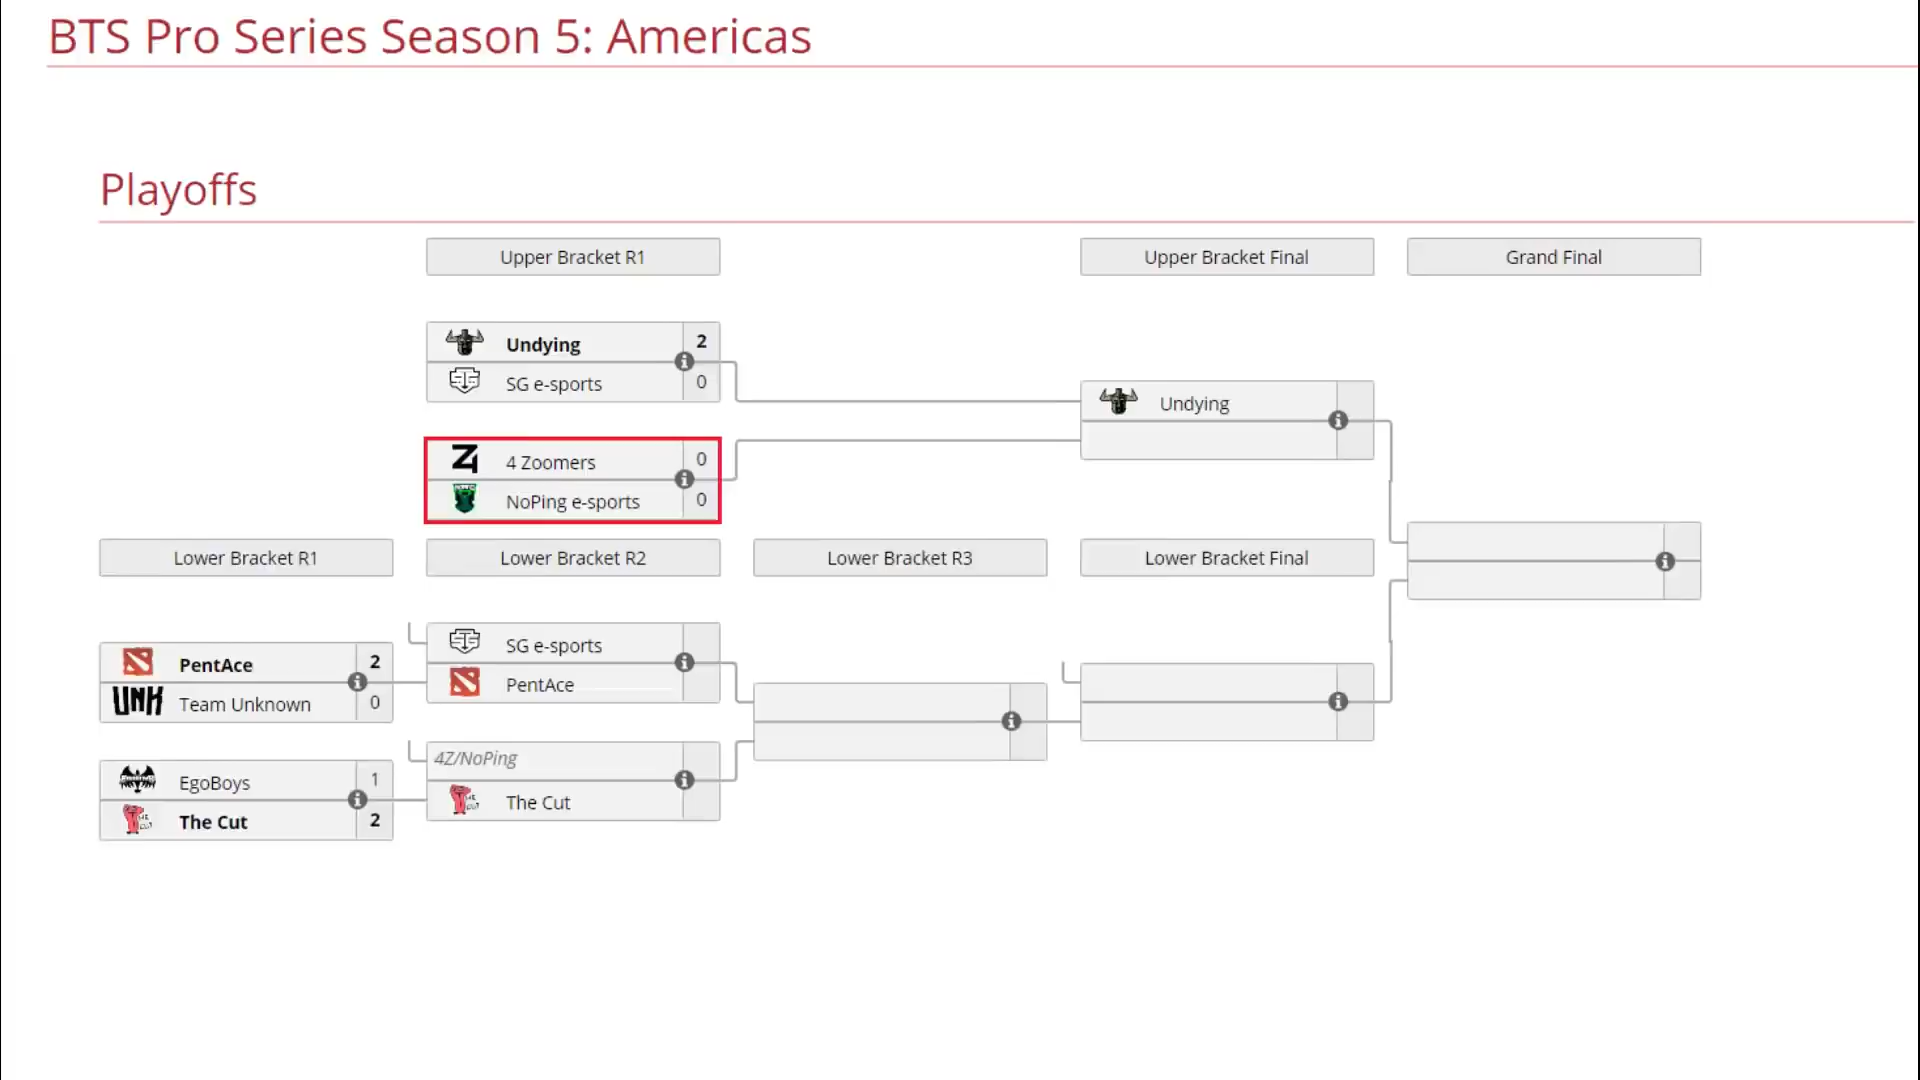 BTS Pro Series Season 5: Americas
Playoffs
Upper Bracket R1
Upper Bracket Final
Grand Final
Undying 2
SG e-sports 0
Undying
4 Zoomers 0
NoPing e-sports 0
Lower Bracket R1
Lower Bracket R2
Lower Bracket R3
Lower Bracket Final
SG e-sports
PentAce
PentAce 2
UNK Team Unknown 0
4Z/NoPing
The Cut
EgoBoys 1
The Cut 2